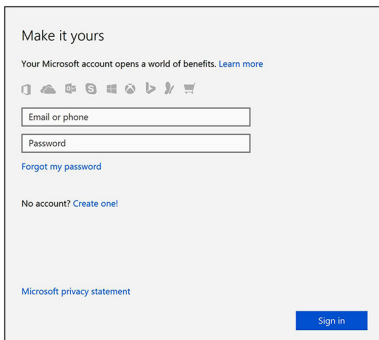 Make it yours
Your Microsoft account opens a world of benefits. Learn more
Email or phone
Password
Forgot my password
No account? Create one!
Microsoft privacy statement
Sign in